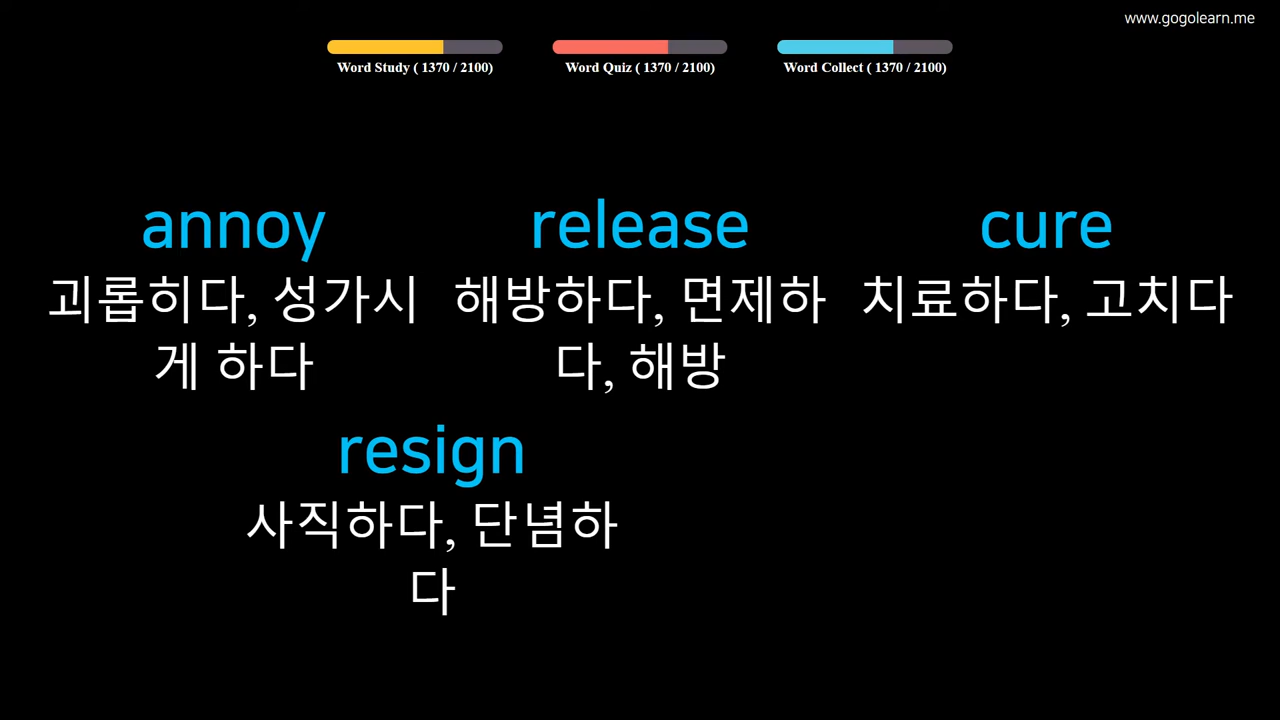 www.gogolearn.me
Word Study ( 1370 / 2100)
Word Quiz ( 1370 / 2100)
Word Collect ( 1370 / 2100)
annoy
괴롭히다, 성가시
게 하다
release
해방하다, 면제하
다, 해방
cure
치료하다, 고치다
resign
사직하다, 단념하
다